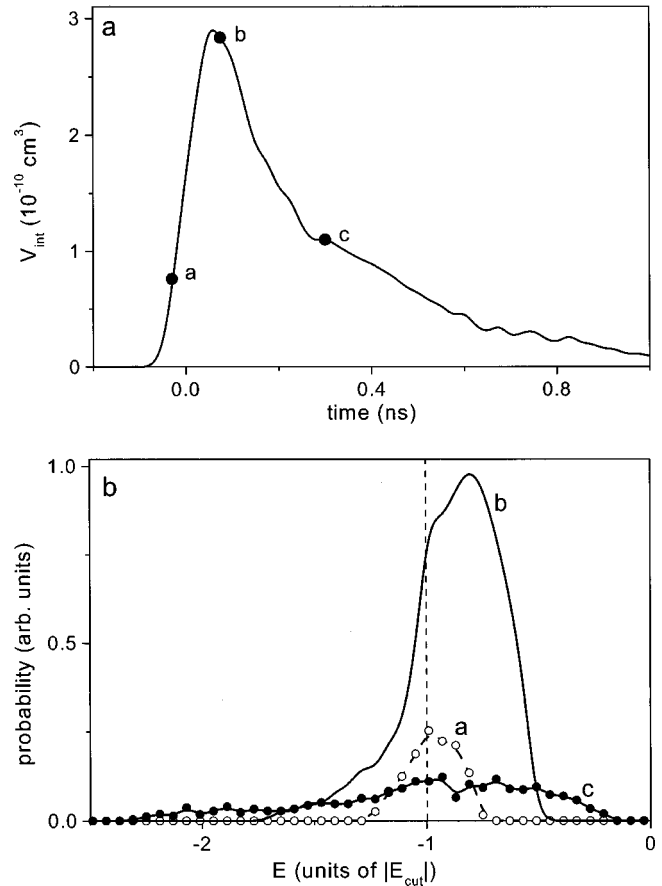 a
3
2
1
0
V_int (10^-10 cm^3)
b
c
a
0.0 0.4 0.8
time (ns)
b
1.0
0.5
0.0
probability (arb. units)
b
a
c
-2 -1 0
E (units of |E_cut|)